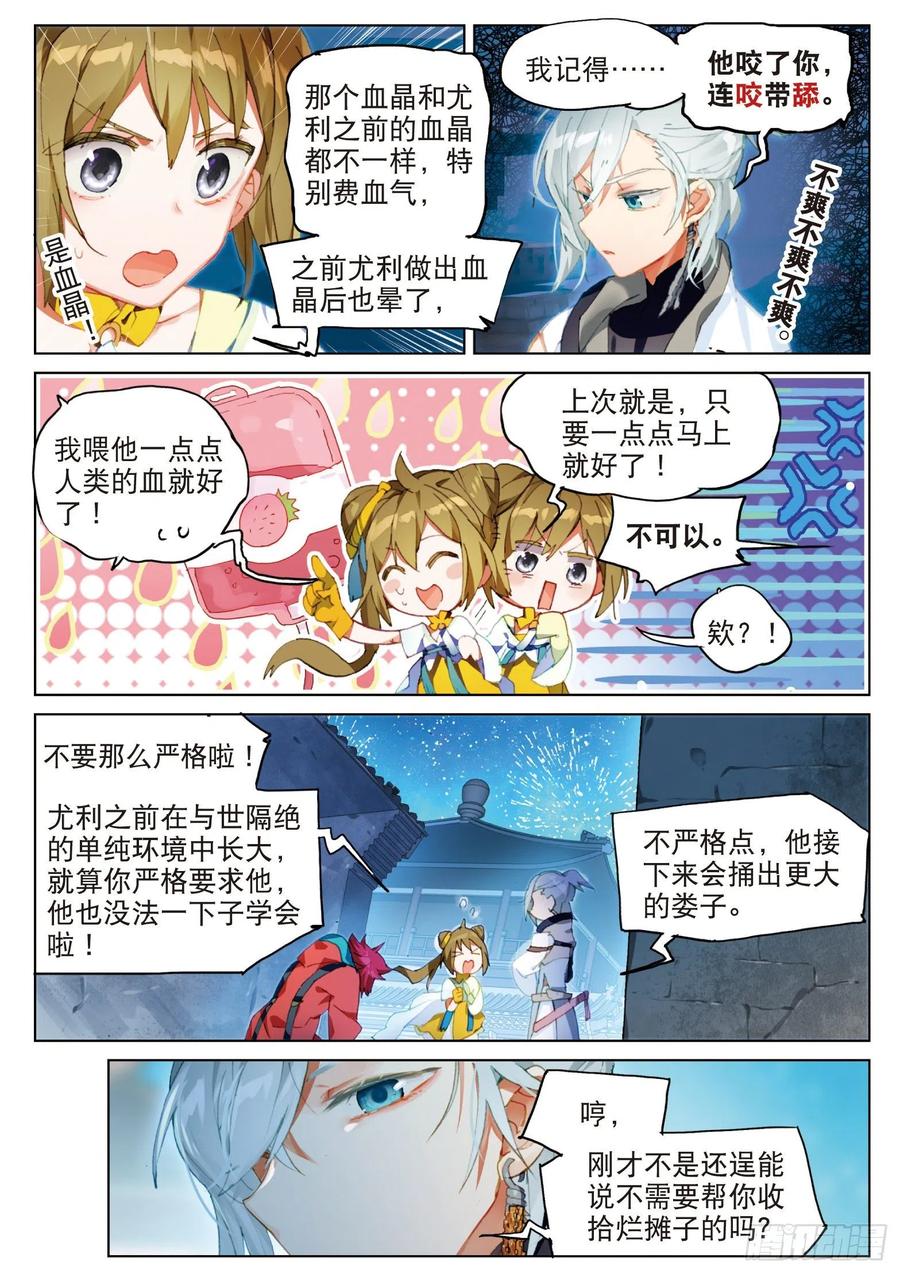 是血晶！
那个血晶和尤
利之前的血晶
都不一样，特
别费血气，
之前尤利做出血
晶后也晕了，
我记得……
他咬了你，
连咬带舔。
不爽不爽不爽。
我喂他一点点
人类的血就好
了！
上次就是，只
要一点点马上
就好了！
不可以。
欸？！
不要那么严格啦！
尤利之前在与世隔绝
的单纯环境中长大，
就算你严格要求他，
他也没法一下子学会
啦！
不严格点，他接
下来会捅出更大
的娄子。
哼，
刚才不是还逞能
说不需要帮你收
拾烂摊子的吗？
腾讯动漫